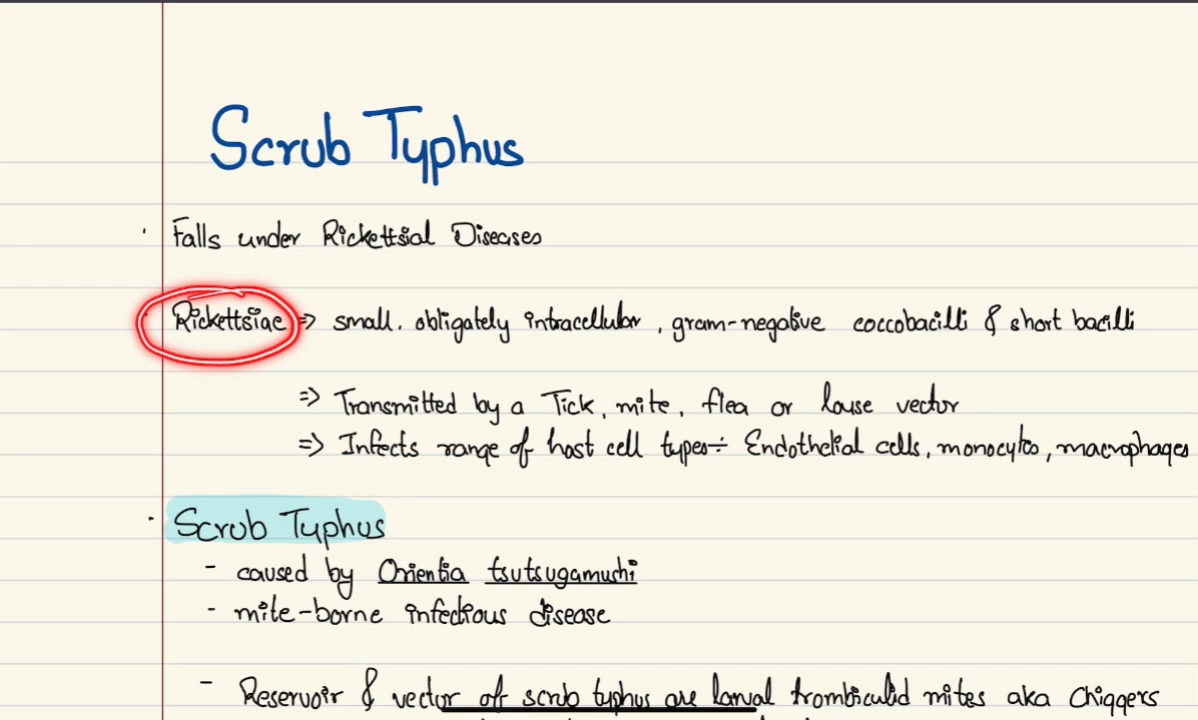 Scrub Typhus
· Falls under Rickettsial Diseases
· Rickettsiae => small, obligately intracellular, gram-negative coccobacilli & short bacilli
=> Transmitted by a Tick, mite, flea or louse vector
=> Infects range of host cell types÷ Endothelial cells, monocytes, macrophages
· Scrub Typhus
- caused by Orientia tsutsugamushi
- mite-borne infectious disease
- Reservoir & vector of scrub typhus are larval trombiculid mites aka Chiggers